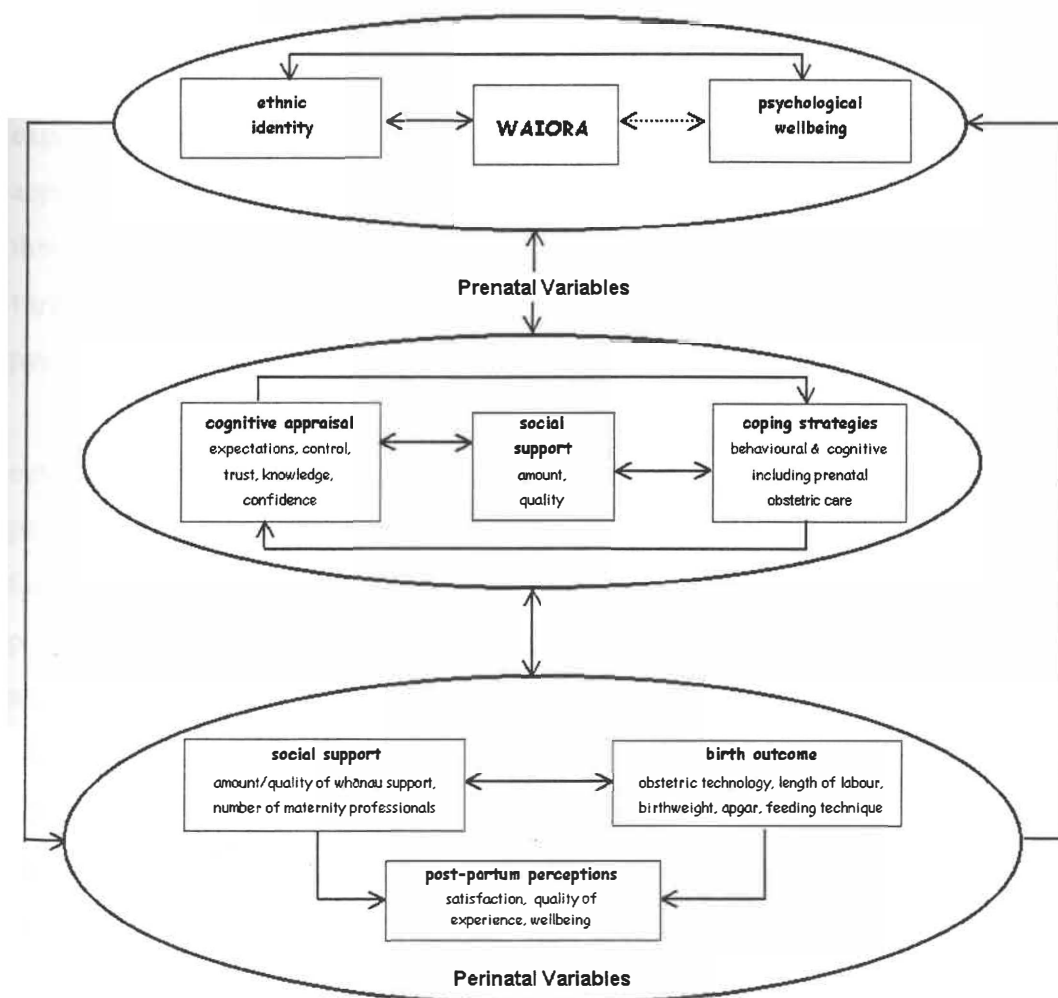 ethnic
identity
WAIORA
psychological
wellbeing
Prenatal Variables
cognitive appraisal
expectations, control,
trust, knowledge,
confidence
social
support
amount,
quality
coping strategies
behavioural & cognitive
including prenatal
obstetric care
social support
amount/quality of whānau support,
number of maternity professionals
birth outcome
obstetric technology, length of labour,
birthweight, apgar, feeding technique
post-partum perceptions
satisfaction, quality of
experience, wellbeing
Perinatal Variables